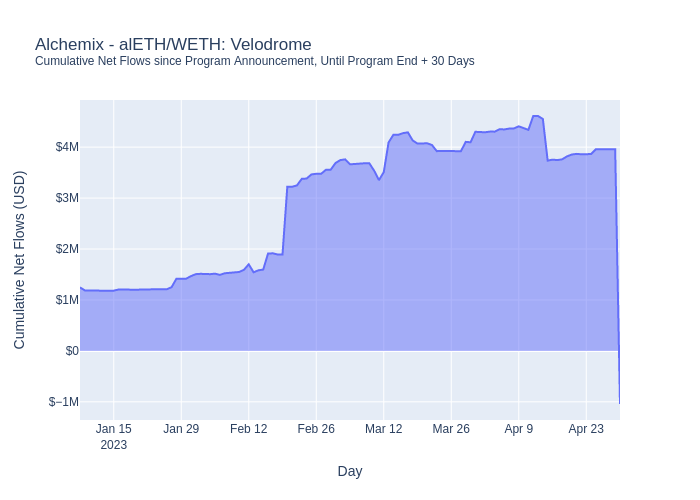 Alchemix - alETH/WETH: Velodrome
Cumulative Net Flows since Program Announcement, Until Program End + 30 Days
Cumulative Net Flows (USD)
$4M
$3M
$2M
$1M
$0
$−1M
Jan 15 Jan 29 Feb 12 Feb 26 Mar 12 Mar 26 Apr 9 Apr 23
2023
Day